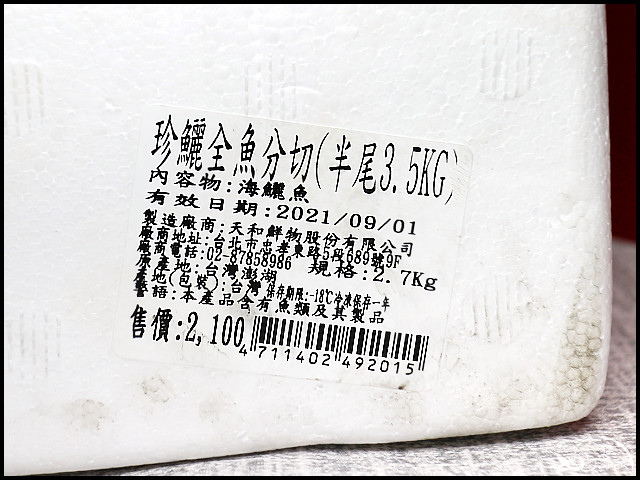 珍鱺全魚分切(半尾3.5KG)
內容物:海鱺魚
有效日期:2021/09/01
製造廠商:天和鮮物股份有限公司
廠商地址:台北市忠孝東路5段689號9F
廠商電話:02-87858986 規格:2.7Kg
原產地:台灣澎湖
產地(包裝):台灣 保存期限:-18℃冷凍保存一年
警語:本產品含有魚類及其製品
售價:2,100
4711402492015